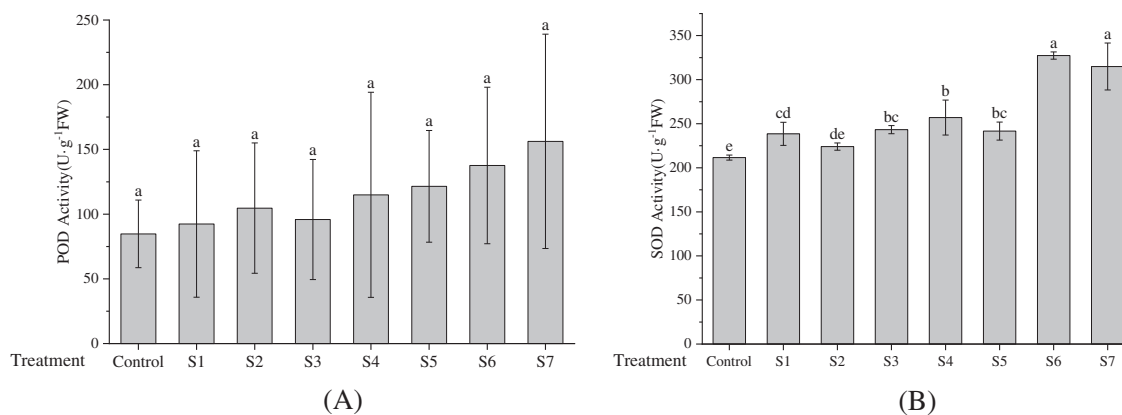 250
200
150
100
50
0
POD Activity(U·g⁻¹FW)
a a a a a a a a
Treatment Control S1 S2 S3 S4 S5 S6 S7
(A)
350
300
250
200
150
100
50
0
SOD Activity(U·g⁻¹FW)
e cd de bc b bc a a
Treatment Control S1 S2 S3 S4 S5 S6 S7
(B)